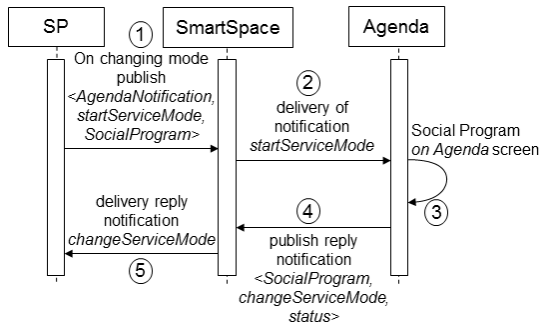 SP
SmartSpace
Agenda
1
On changing mode
publish
<AgendaNotification,
startServiceMode,
SocialProgram>
2
delivery of
notification
startServiceMode
Social Program
on Agenda screen
3
4
publish reply
notification
<SocialProgram,
changeServiceMode,
status>
delivery reply
notification
changeServiceMode
5